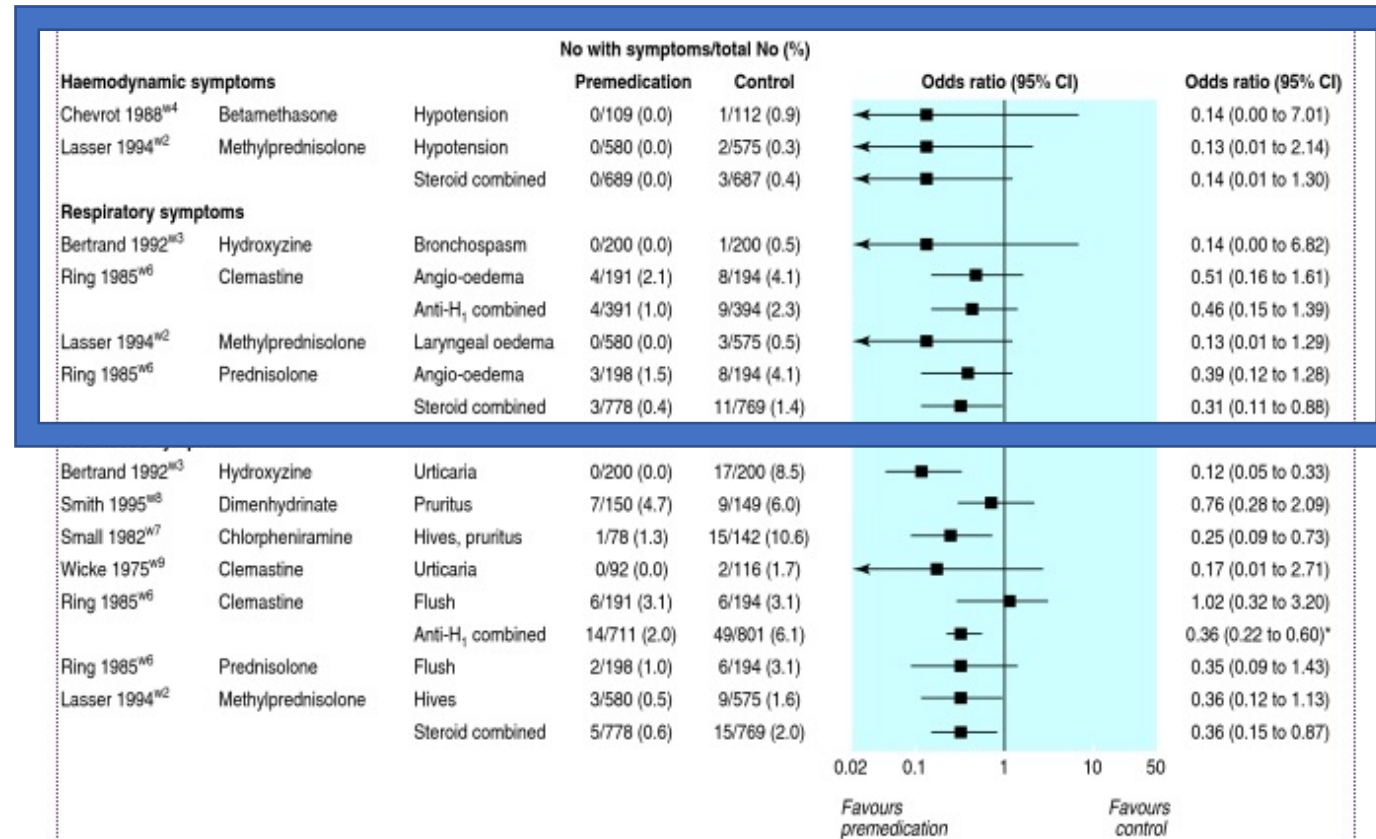 No with symptoms/total No (%)
Haemodynamic symptoms Premedication Control Odds ratio (95% CI) Odds ratio (95% CI)
Chevrot 1988w4 Betamethasone Hypotension 0/109 (0.0) 1/112 (0.9) 0.14 (0.00 to 7.01)
Lasser 1994w2 Methylprednisolone Hypotension 0/580 (0.0) 2/575 (0.3) 0.13 (0.01 to 2.14)
Steroid combined 0/689 (0.0) 3/687 (0.4) 0.14 (0.01 to 1.30)
Respiratory symptoms
Bertrand 1992w3 Hydroxyzine Bronchospasm 0/200 (0.0) 1/200 (0.5) 0.14 (0.00 to 6.82)
Ring 1985w6 Clemastine Angio-oedema 4/191 (2.1) 8/194 (4.1) 0.51 (0.16 to 1.61)
Anti-H1 combined 4/391 (1.0) 9/394 (2.3) 0.46 (0.15 to 1.39)
Lasser 1994w2 Methylprednisolone Laryngeal oedema 0/580 (0.0) 3/575 (0.5) 0.13 (0.01 to 1.29)
Ring 1985w6 Prednisolone Angio-oedema 3/198 (1.5) 8/194 (4.1) 0.39 (0.12 to 1.28)
Steroid combined 3/778 (0.4) 11/769 (1.4) 0.31 (0.11 to 0.88)
Bertrand 1992w3 Hydroxyzine Urticaria 0/200 (0.0) 17/200 (8.5) 0.12 (0.05 to 0.33)
Smith 1995w8 Dimenhydrinate Pruritus 7/150 (4.7) 9/149 (6.0) 0.76 (0.28 to 2.09)
Small 1982w7 Chlorpheniramine Hives, pruritus 1/78 (1.3) 15/142 (10.6) 0.25 (0.09 to 0.73)
Wicke 1975w9 Clemastine Urticaria 0/92 (0.0) 2/116 (1.7) 0.17 (0.01 to 2.71)
Ring 1985w6 Clemastine Flush 6/191 (3.1) 6/194 (3.1) 1.02 (0.32 to 3.20)
Anti-H1 combined 14/711 (2.0) 49/801 (6.1) 0.36 (0.22 to 0.60)*
Ring 1985w6 Prednisolone Flush 2/198 (1.0) 6/194 (3.1) 0.35 (0.09 to 1.43)
Lasser 1994w2 Methylprednisolone Hives 3/580 (0.5) 9/575 (1.6) 0.36 (0.12 to 1.13)
Steroid combined 5/778 (0.6) 15/769 (2.0) 0.36 (0.15 to 0.87)
0.02 0.1 1 10 50
Favours Favours
premedication control